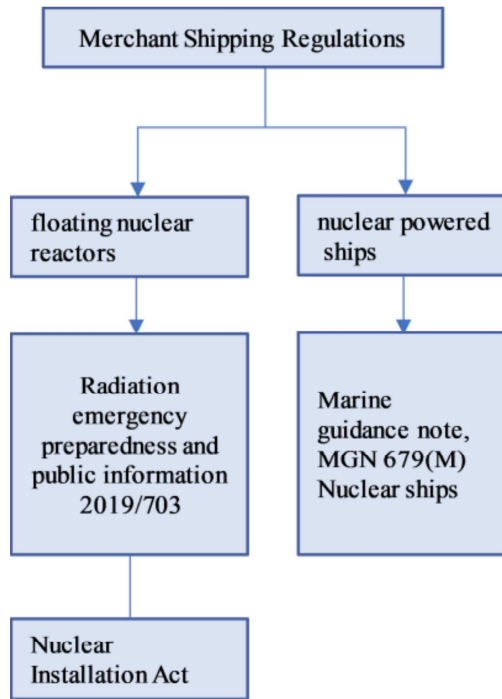 Merchant Shipping Regulations
floating nuclear
reactors
nuclear powered
ships
Radiation
emergency
preparedness and
public information
2019/703
Marine
guidance note,
MGN 679(M)
Nuclear ships
Nuclear
Installation Act